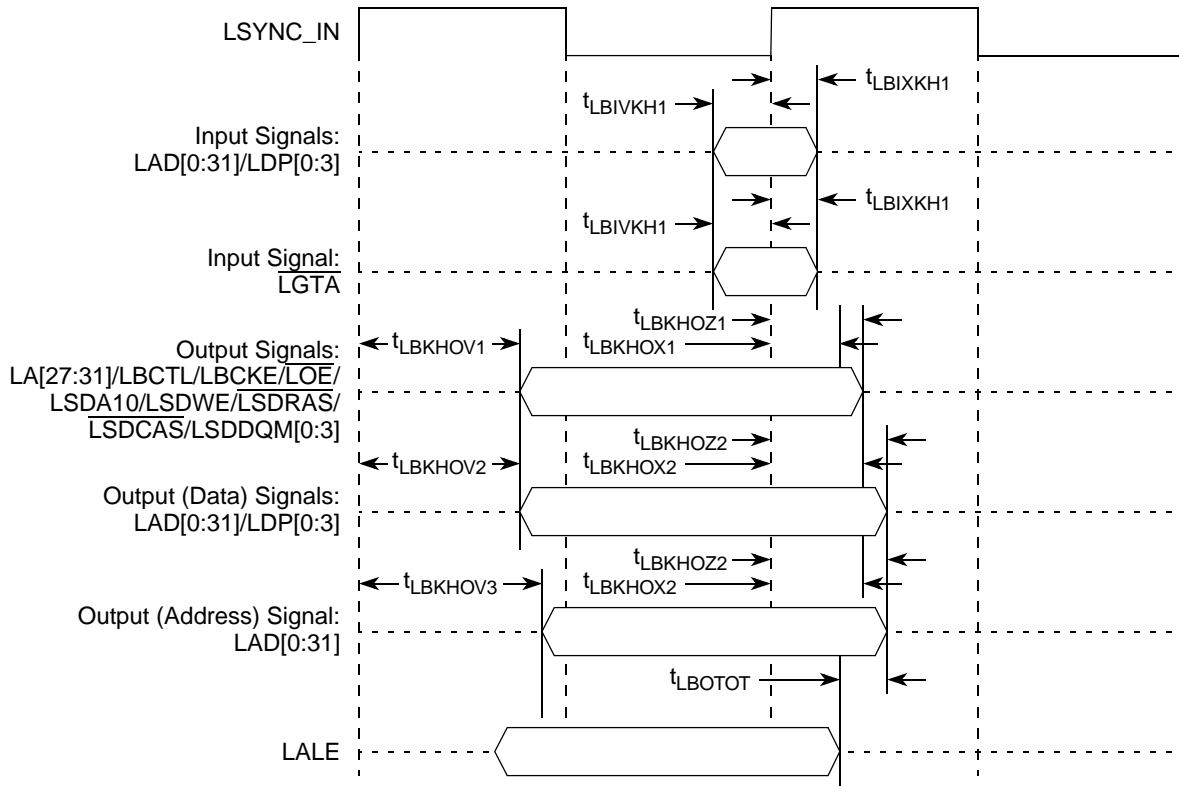 LSYNC_IN
tLBIXKH1
tLBIVKH1
Input Signals:
LAD[0:31]/LDP[0:3]
tLBIXKH1
tLBIVKH1
Input Signal:
LGTA
tLBKHOZ1
tLBKHOV1
tLBKHOX1
Output Signals:
LA[27:31]/LBCTL/LBCKE/LOE/
LSDA10/LSDWE/LSDRAS/
LSDCAS/LSDDQM[0:3]
tLBKHOZ2
tLBKHOV2
tLBKHOX2
Output (Data) Signals:
LAD[0:31]/LDP[0:3]
tLBKHOZ2
tLBKHOV3
tLBKHOX2
Output (Address) Signal:
LAD[0:31]
tLBOTOT
LALE